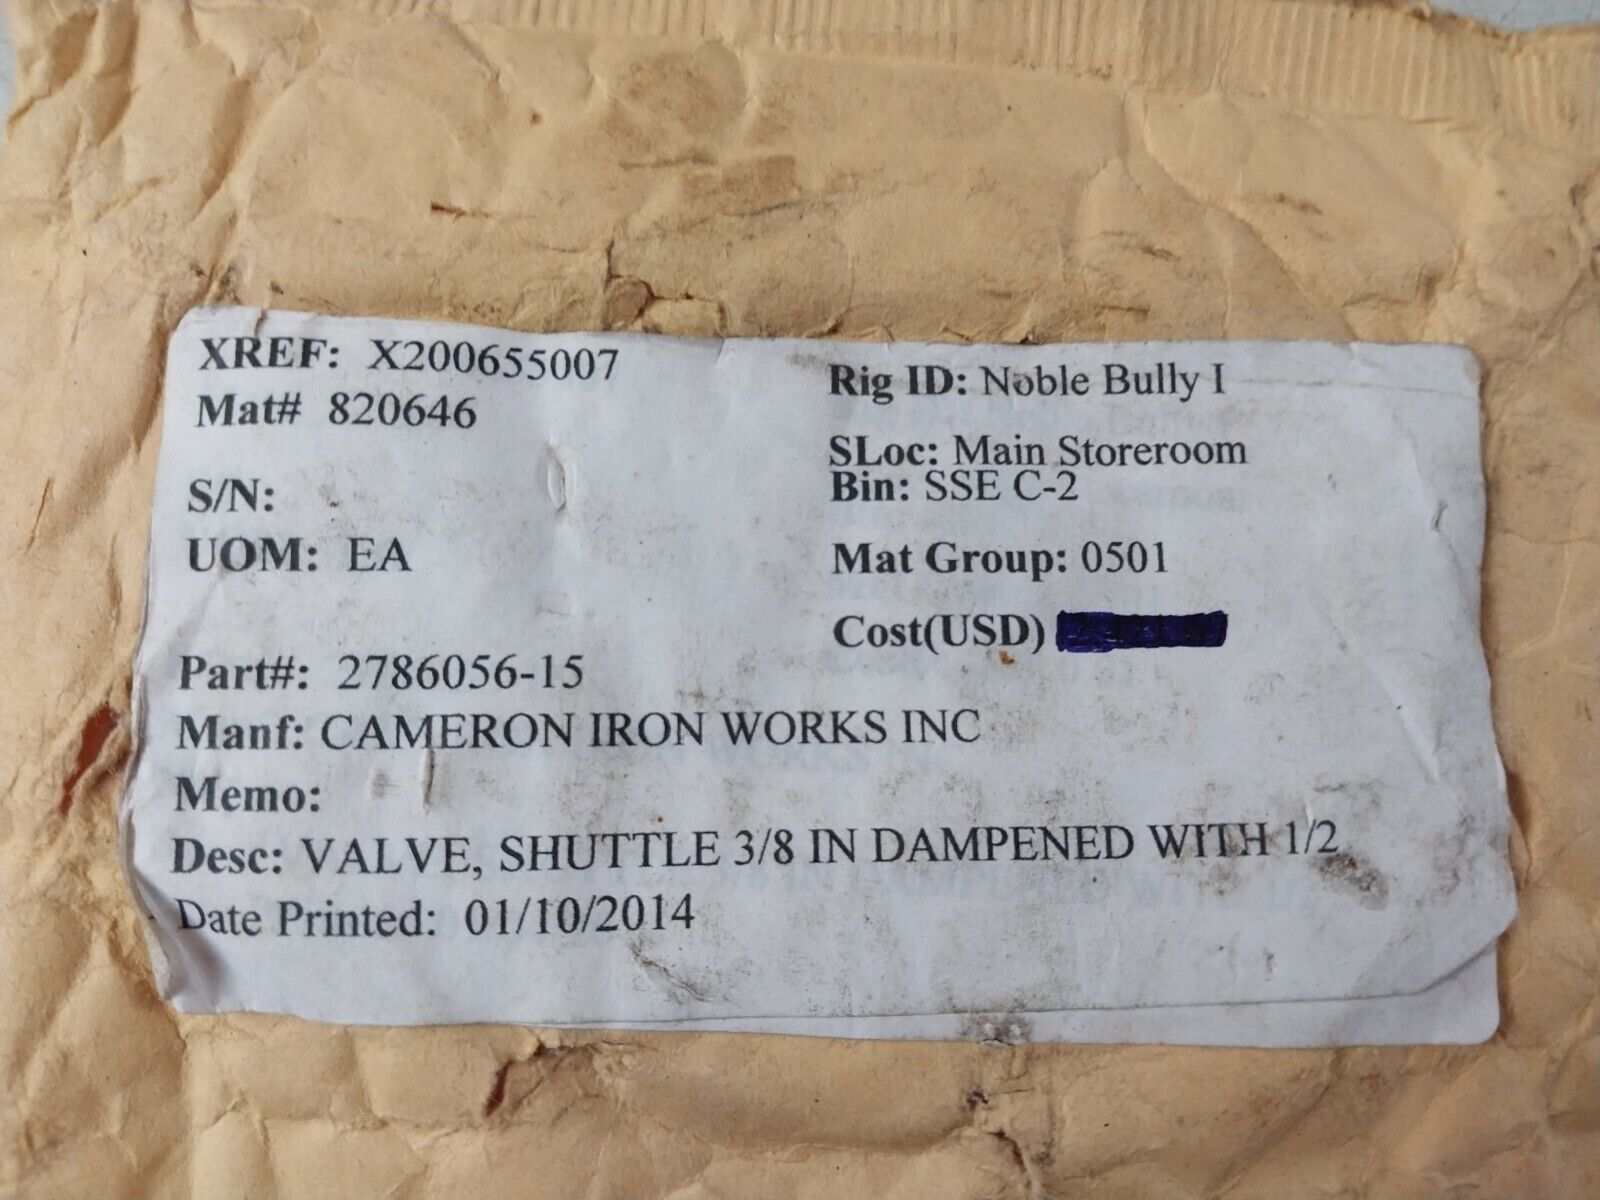 XREF: X200655007
Mat# 820646
S/N:
UOM: EA
Rig ID: Noble Bully I
SLoc: Main Storeroom
Bin: SSE C-2
Mat Group: 0501
Cost(USD)
Part#: 2786056-15
Manf: CAMERON IRON WORKS INC
Memo:
Desc: VALVE, SHUTTLE 3/8 IN DAMPENED WITH 1/2
Date Printed: 01/10/2014